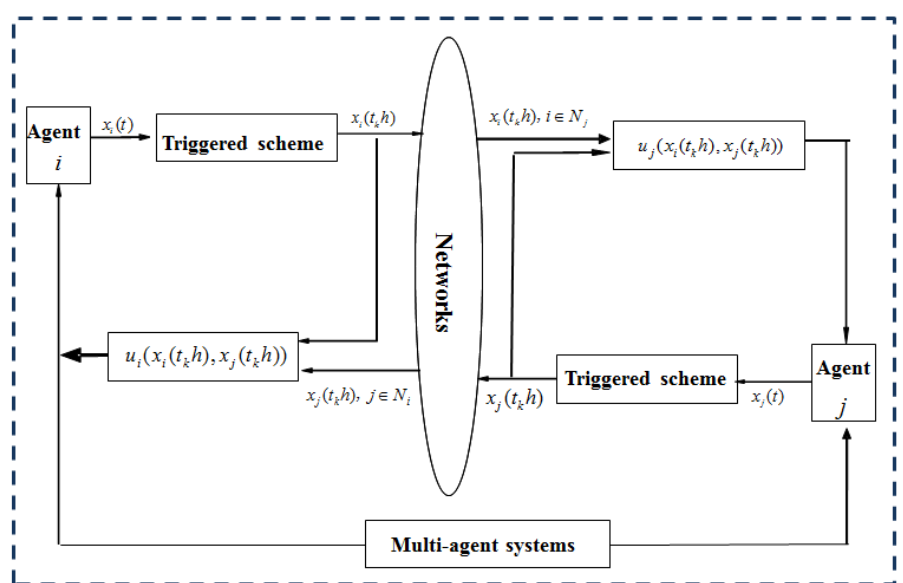 Agent
i
x_i(t)
Triggered scheme
x_i(t_k h)
Networks
x_i(t_k h), i ∈ N_j
u_j(x_i(t_k h), x_j(t_k h))
u_i(x_i(t_k h), x_j(t_k h))
x_j(t_k h), j ∈ N_i
x_j(t_k h)
Triggered scheme
x_j(t)
Agent
j
Multi-agent systems